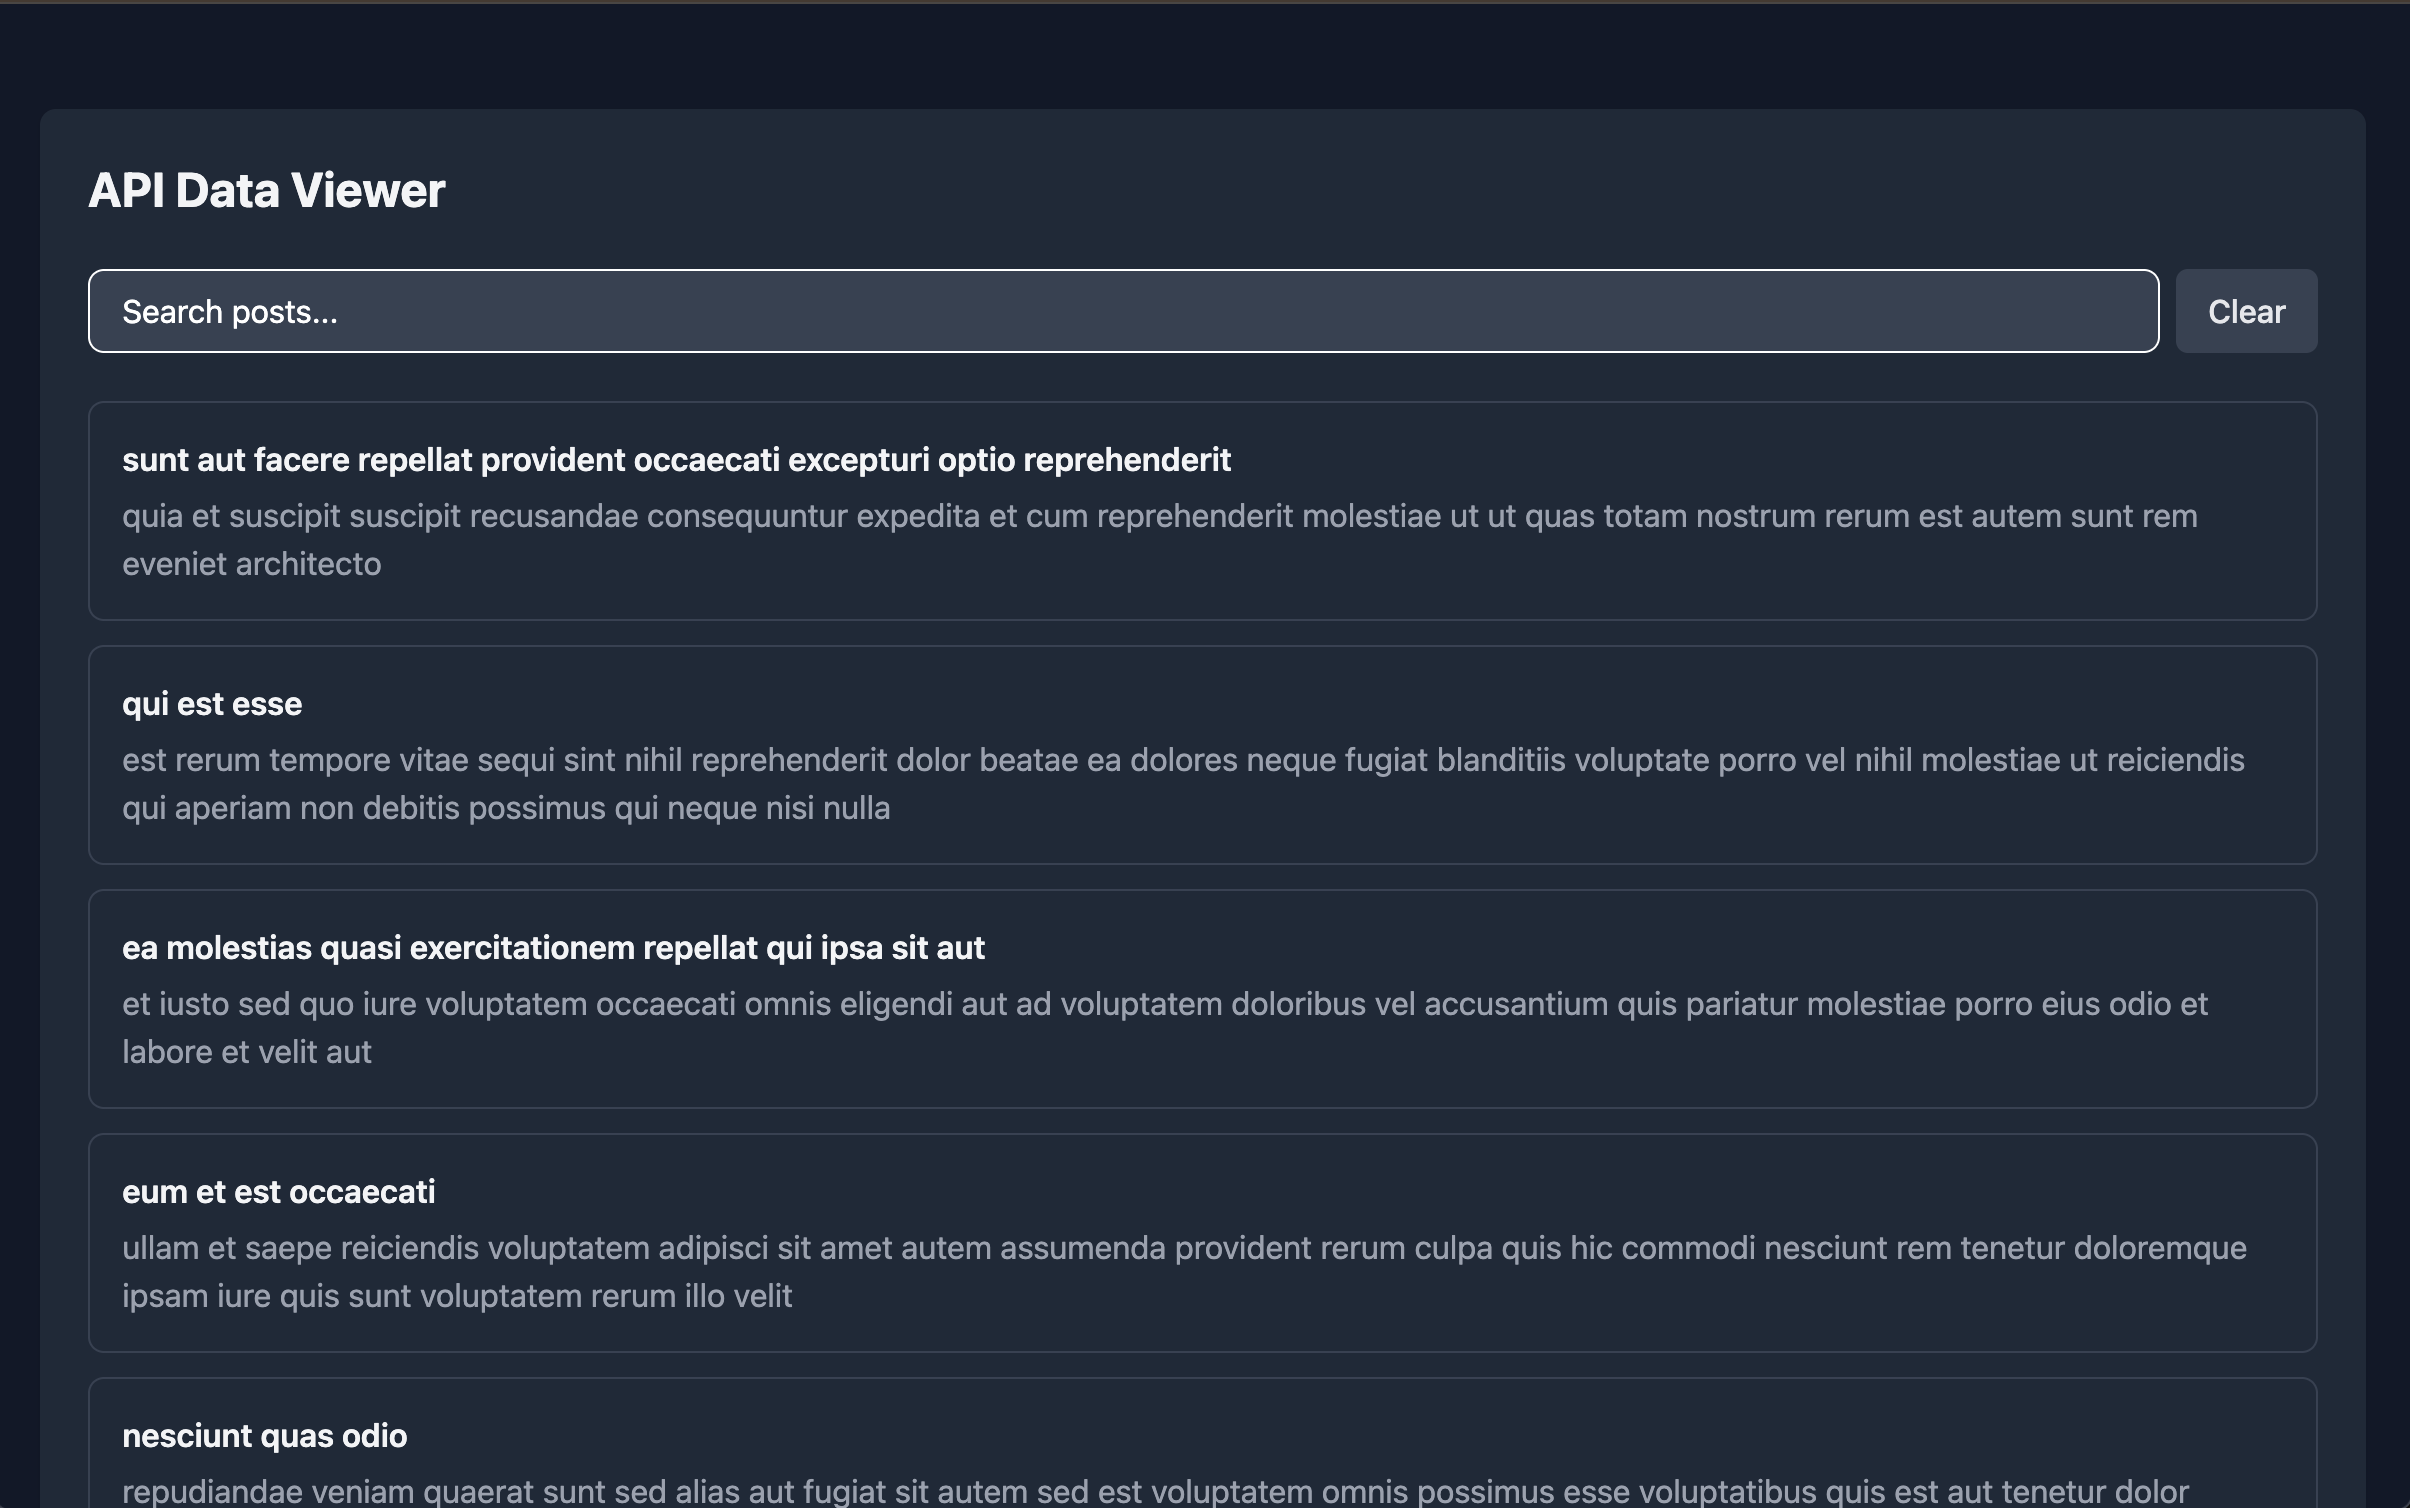 API Data Viewer
Search posts...
Clear
sunt aut facere repellat provident occaecati excepturi optio reprehenderit
quia et suscipit suscipit recusandae consequuntur expedita et cum reprehenderit molestiae ut ut quas totam nostrum rerum est autem sunt rem
eveniet architecto
qui est esse
est rerum tempore vitae sequi sint nihil reprehenderit dolor beatae ea dolores neque fugiat blanditiis voluptate porro vel nihil molestiae ut reiciendis
qui aperiam non debitis possimus qui neque nisi nulla
ea molestias quasi exercitationem repellat qui ipsa sit aut
et iusto sed quo iure voluptatem occaecati omnis eligendi aut ad voluptatem doloribus vel accusantium quis pariatur molestiae porro eius odio et
labore et velit aut
eum et est occaecati
ullam et saepe reiciendis voluptatem adipisci sit amet autem assumenda provident rerum culpa quis hic commodi nesciunt rem tenetur doloremque
ipsam iure quis sunt voluptatem rerum illo velit
nesciunt quas odio
repudiandae veniam quaerat sunt sed alias aut fugiat sit autem sed est voluptatem omnis possimus esse voluptatibus quis est aut tenetur dolor